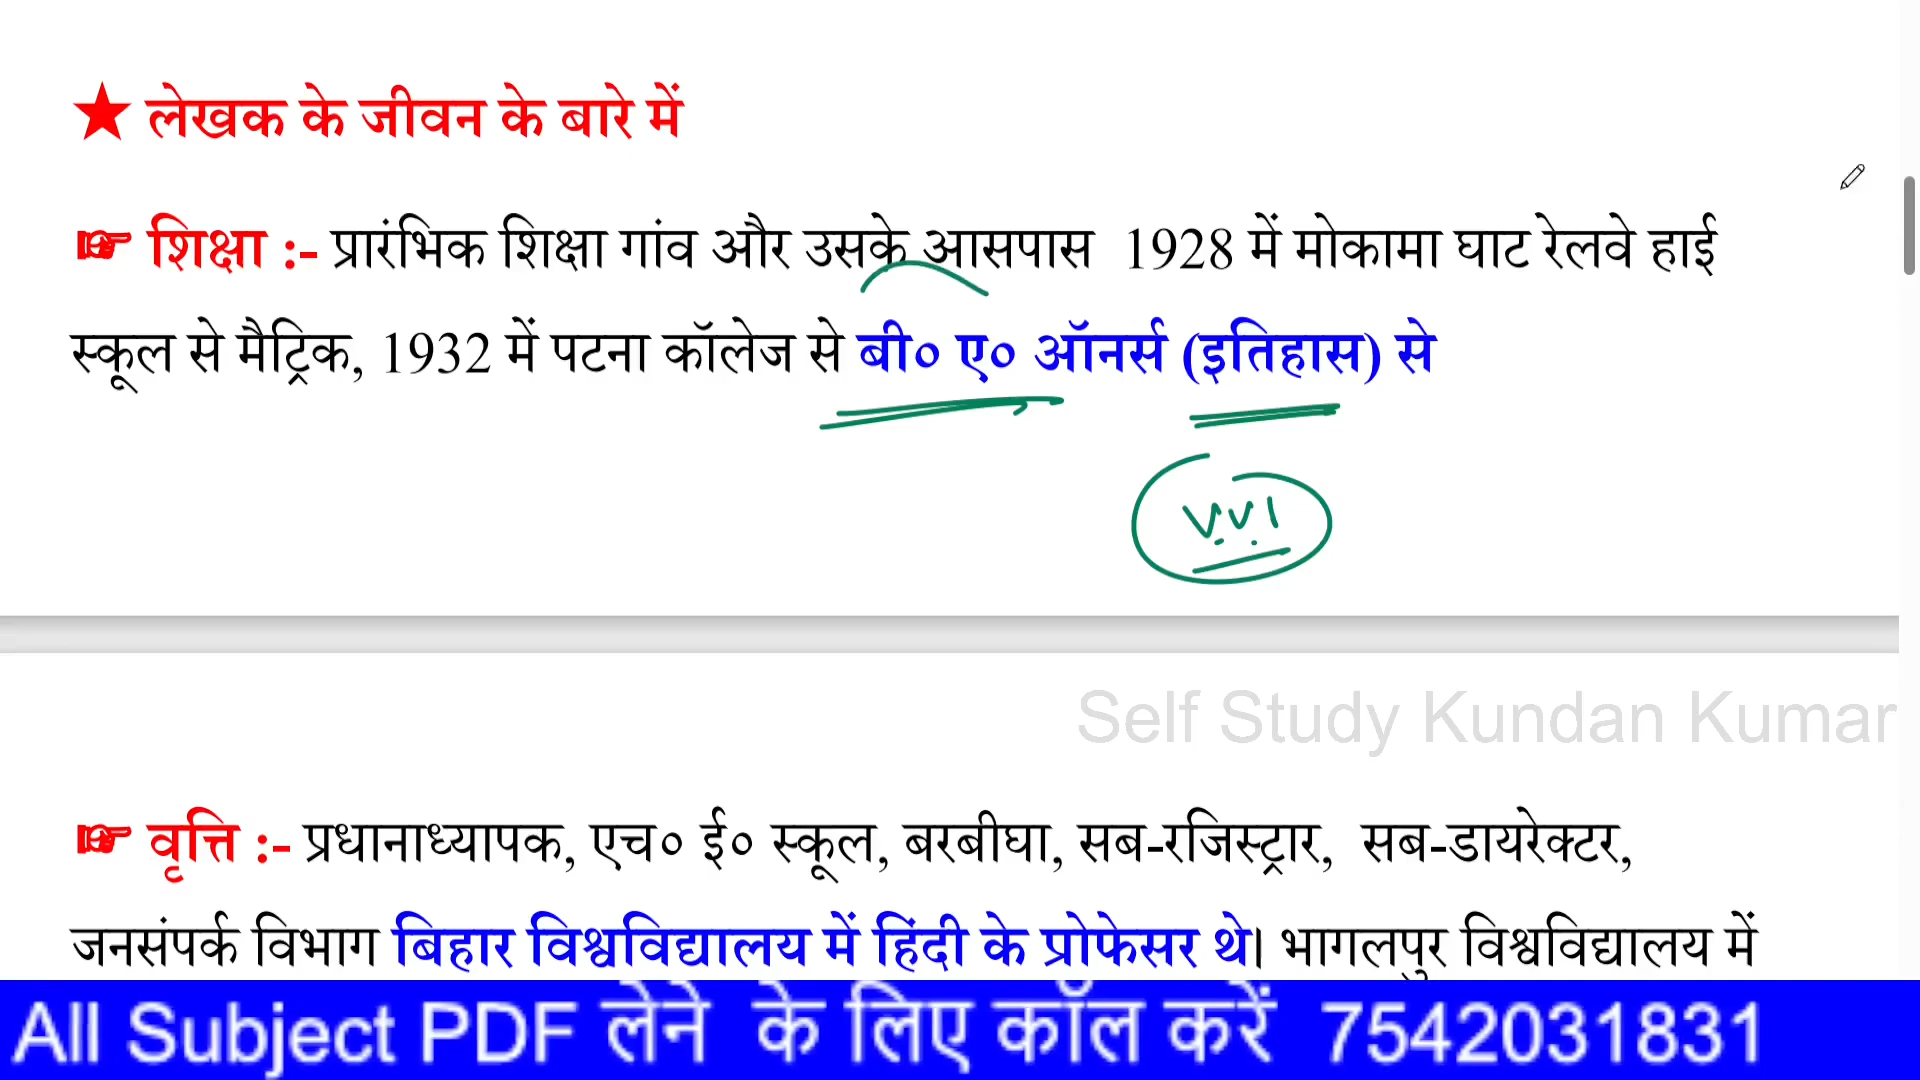 ★ लेखक के जीवन के बारे में
☞ शिक्षा :- प्रारंभिक शिक्षा गांव और उसके आसपास 1928 में मोकामा घाट रेलवे हाई
स्कूल से मैट्रिक, 1932 में पटना कॉलेज से बी० ए० ऑनर्स (इतिहास) से
V.V.I
Self Study Kundan Kumar
☞ वृत्ति :- प्रधानाध्यापक, एच० ई० स्कूल, बरबीघा, सब-रजिस्ट्रार, सब-डायरेक्टर,
जनसंपर्क विभाग बिहार विश्वविद्यालय में हिंदी के प्रोफेसर थे। भागलपुर विश्वविद्यालय में
All Subject PDF लेने के लिए कॉल करें 7542031831